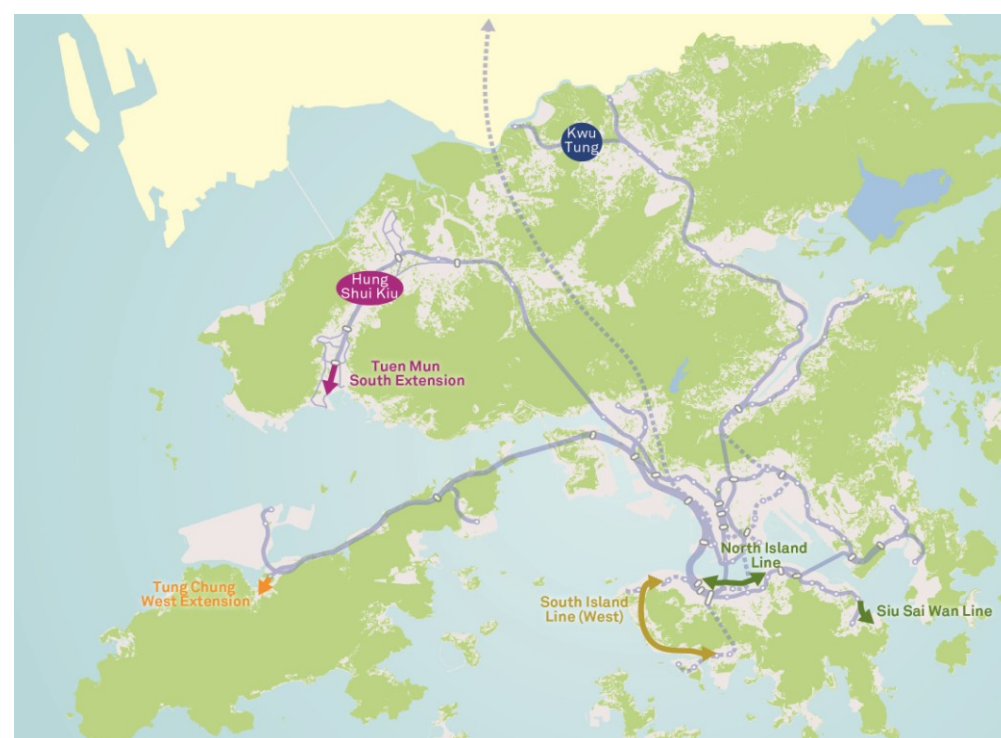 Kwu
Tung
Hung
Shui Kiu
Tuen Mun
South Extension
North Island
Line
Tung Chung
West Extension
South Island
Line (West)
Siu Sai Wan Line